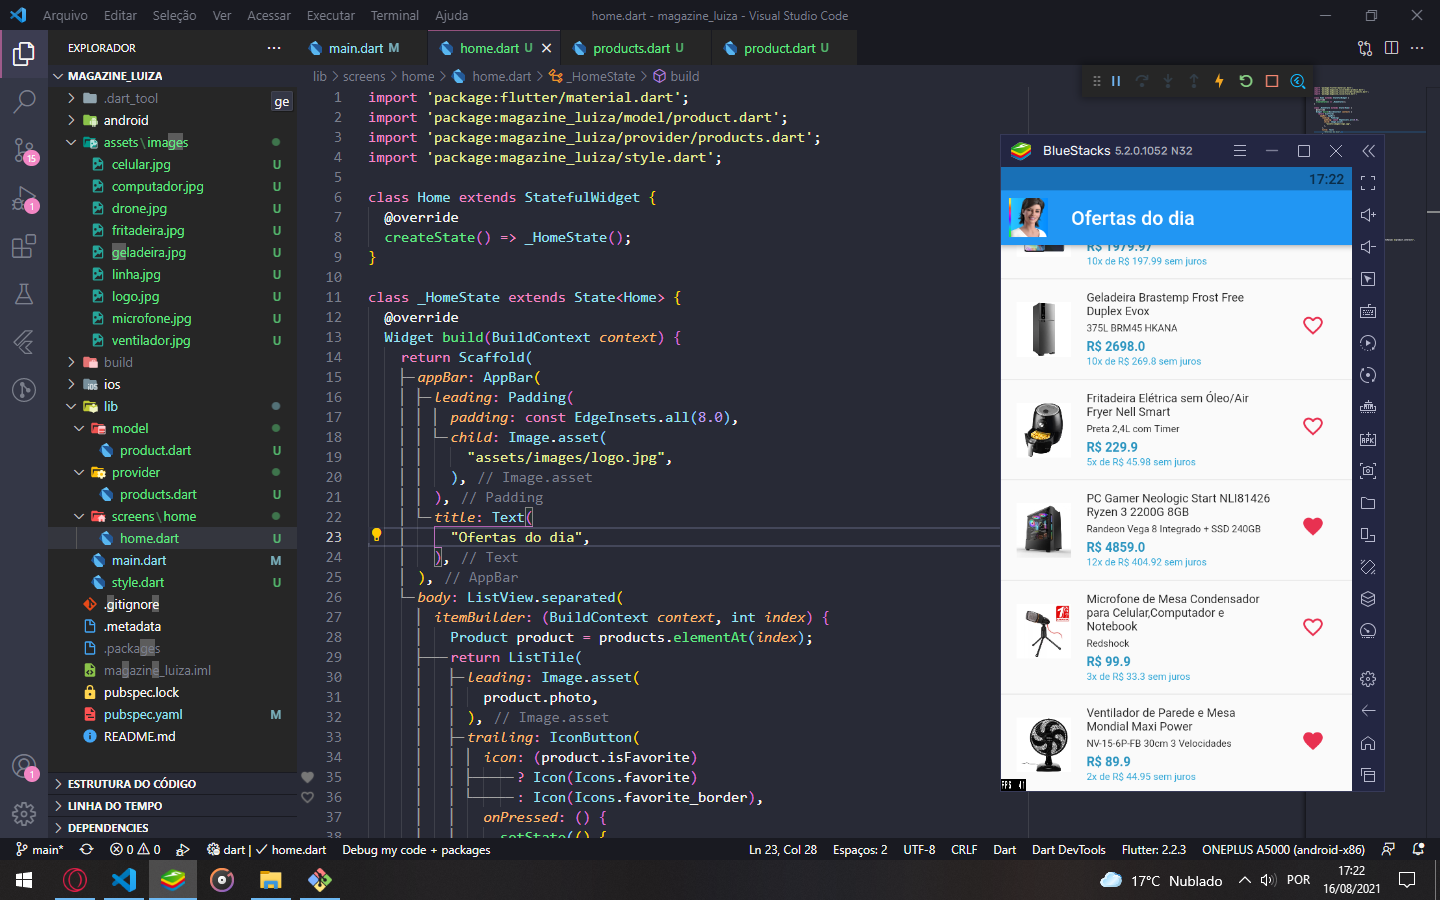 Arquivo Editar Seleção Ver Acessar Executar Terminal Ajuda
home.dart - magazine_luiza - Visual Studio Code
EXPLORADOR
main.dart M
home.dart U
products.dart U
product.dart U
MAGAZINE_LUIZA
ge
.dart_tool
android
assets\images
celular.jpg U
computador.jpg U
drone.jpg U
fritadeira.jpg U
geladeira.jpg U
linha.jpg U
logo.jpg U
microfone.jpg U
ventilador.jpg U
build
ios
lib
model
product.dart U
provider
products.dart U
screens\home
home.dart U
main.dart M
style.dart U
.gitignore
.metadata
.packages
magazine_luiza.iml
pubspec.lock
pubspec.yaml M
README.md
ESTRUTURA DO CÓDIGO
LINHA DO TEMPO
DEPENDENCIES
15
1
1
lib > screens > home > home.dart > _HomeState > build
1 import 'package:flutter/material.dart';
2 import 'package:magazine_luiza/model/product.dart';
3 import 'package:magazine_luiza/provider/products.dart';
4 import 'package:magazine_luiza/style.dart';
5
6 class Home extends StatefulWidget {
7 @override
8 createState() => _HomeState();
9 }
10
11 class _HomeState extends State<Home> {
12 @override
13 Widget build(BuildContext context) {
14 return Scaffold(
15 appBar: AppBar(
16 leading: Padding(
17 padding: const EdgeInsets.all(8.0),
18 child: Image.asset(
19 "assets/images/logo.jpg",
20 ), // Image.asset
21 ), // Padding
22 title: Text(
23 "Ofertas do dia",
24 ), // Text
25 ), // AppBar
26 body: ListView.separated(
27 itemBuilder: (BuildContext context, int index) {
28 Product product = products.elementAt(index);
29 return ListTile(
30 leading: Image.asset(
31 product.photo,
32 ), // Image.asset
33 trailing: IconButton(
34 icon: (product.isFavorite)
35 ? Icon(Icons.favorite)
36 : Icon(Icons.favorite_border),
37 onPressed: () {
38 setState(() {
BlueStacks 5.2.0.1052 N32
17:22
Ofertas do dia
R$ 1979.97
10x de R$ 197.99 sem juros
Geladeira Brastemp Frost Free
Duplex Evox
375L BRM45 HKANA
R$ 2698.0
10x de R$ 269.8 sem juros
Fritadeira Elétrica sem Óleo/Air
Fryer Nell Smart
Preta 2,4L com Timer
R$ 229.9
5x de R$ 45.98 sem juros
PC Gamer Neologic Start NLI81426
Ryzen 3 2200G 8GB
Randeon Vega 8 Integrado + SSD 240GB
R$ 4859.0
12x de R$ 404.92 sem juros
Microfone de Mesa Condensador
para Celular,Computador e
Notebook
Redshock
R$ 99.9
3x de R$ 33.3 sem juros
Ventilador de Parede e Mesa
Mondial Maxi Power
NV-15-6P-FB 30cm 3 Velocidades
R$ 89.9
2x de R$ 44.95 sem juros
FPS 41
main* 0 0 dart | home.dart Debug my code + packages
Ln 23, Col 28 Espaços: 2 UTF-8 CRLF Dart Dart DevTools Flutter: 2.2.3 ONEPLUS A5000 (android-x86)
17°C Nublado POR
17:22
16/08/2021